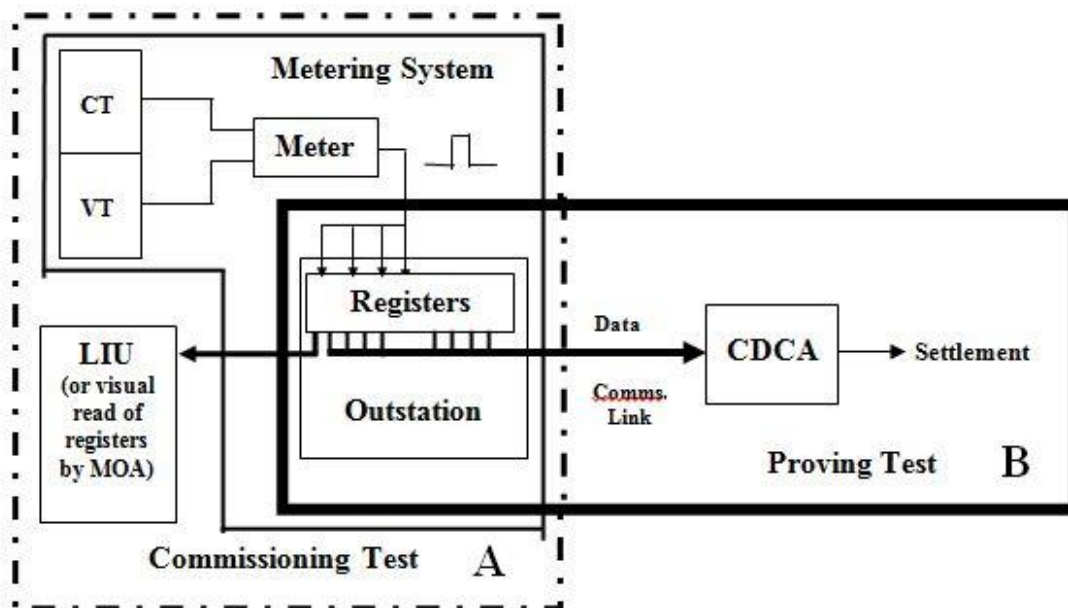 Metering System
CT
Meter
VT
Registers
LIU
(or visual
read of
registers
by MOA)
Outstation
Data
CDCA
Settlement
Comms.
Link
Proving Test
B
Commissioning Test
A